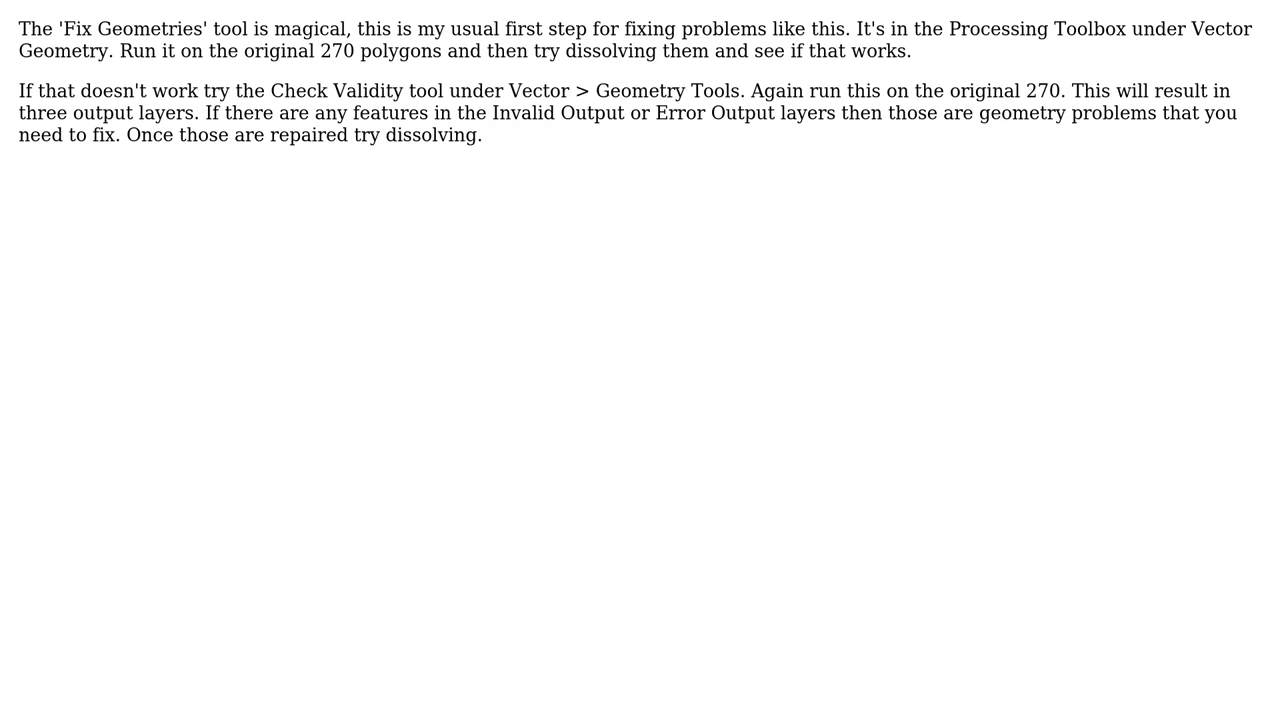 The 'Fix Geometries' tool is magical, this is my usual first step for fixing problems like this. It's in the Processing Toolbox under Vector
Geometry. Run it on the original 270 polygons and then try dissolving them and see if that works.
If that doesn't work try the Check Validity tool under Vector > Geometry Tools. Again run this on the original 270. This will result in
three output layers. If there are any features in the Invalid Output or Error Output layers then those are geometry problems that you
need to fix. Once those are repaired try dissolving.